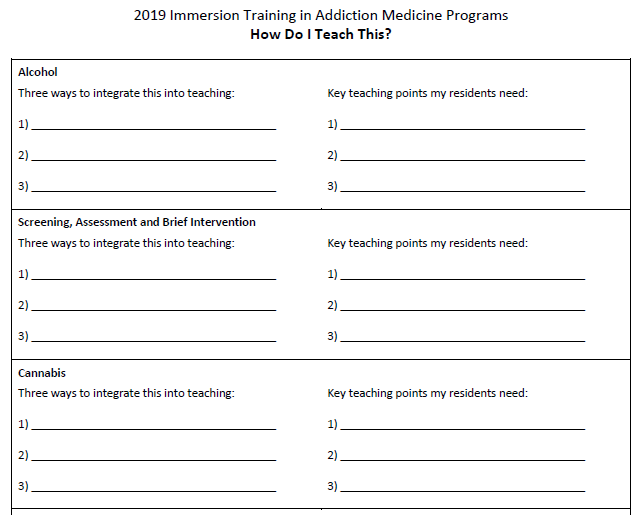 2019 Immersion Training in Addiction Medicine Programs
How Do I Teach This?
Alcohol
Three ways to integrate this into teaching: Key teaching points my residents need:
1) 1)
2) 2)
3) 3)
Screening, Assessment and Brief Intervention
Three ways to integrate this into teaching: Key teaching points my residents need:
1) 1)
2) 2)
3) 3)
Cannabis
Three ways to integrate this into teaching: Key teaching points my residents need:
1) 1)
2) 2)
3) 3)